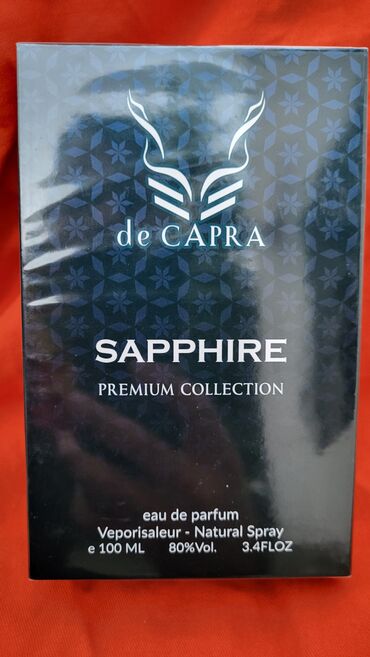 de CAPRA
SAPPHIRE
PREMIUM COLLECTION
eau de parfum
Veporisaleur - Natural Spray
e 100 ML 80%Vol. 3.4FLOZ